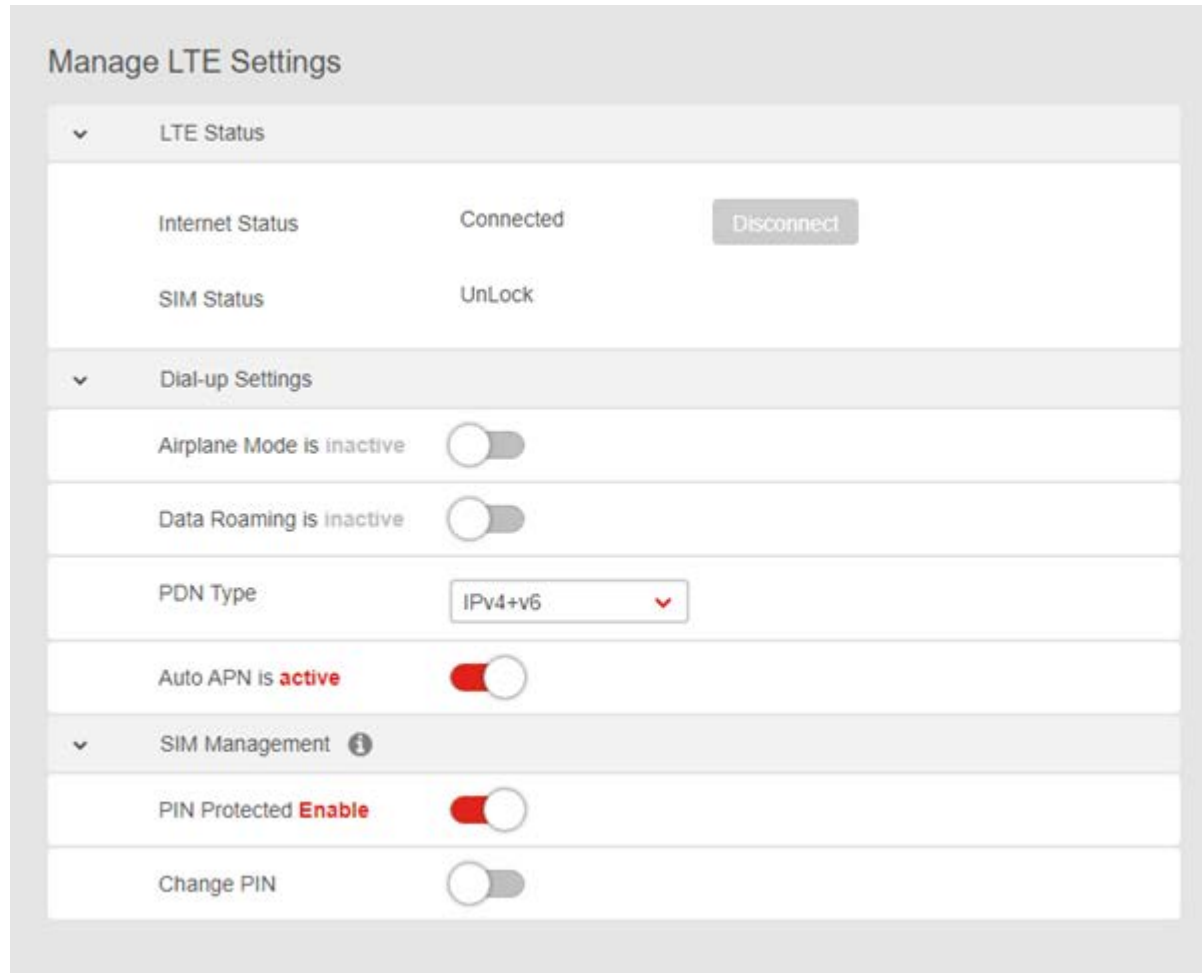 Manage LTE Settings
LTE Status
Internet Status Connected Disconnect
SIM Status UnLock
Dial-up Settings
Airplane Mode is inactive
Data Roaming is inactive
PDN Type IPv4+v6
Auto APN is active
SIM Management
PIN Protected Enable
Change PIN